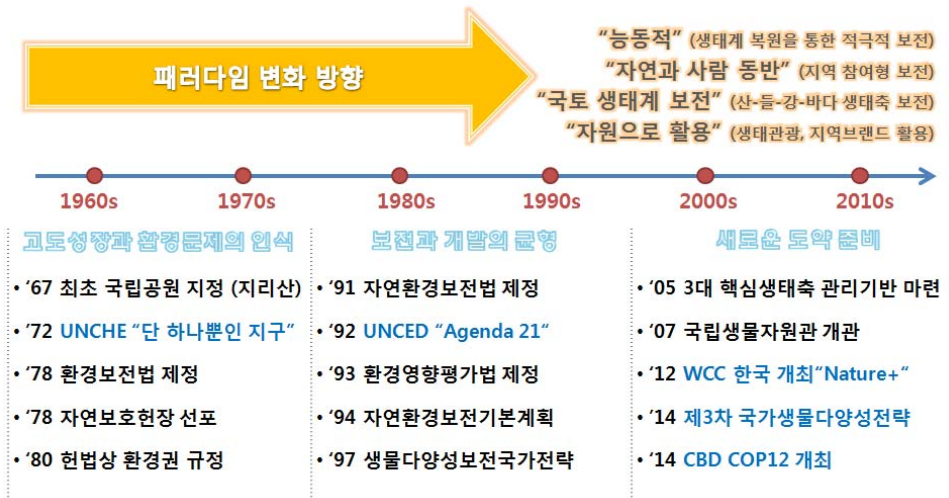 패러다임 변화 방향
“능동적” (생태계 복원을 통한 적극적 보전)
“자연과 사람 동반” (지역 참여형 보전)
“국토 생태계 보전” (산-들-강-바다 생태축 보전)
“자원으로 활용” (생태관광, 지역브랜드 활용)
1960s 1970s 1980s 1990s 2000s 2010s
고도성장과 환경문제의 인식
• ‘67 최초 국립공원 지정 (지리산)
• ‘72 UNCHE “단 하나뿐인 지구”
• ‘78 환경보전법 제정
• ‘78 자연보호헌장 선포
• ‘80 헌법상 환경권 규정
보전과 개발의 균형
• ‘91 자연환경보전법 제정
• ‘92 UNCED “Agenda 21“
• ‘93 환경영향평가법 제정
• ‘94 자연환경보전기본계획
• ‘97 생물다양성보전국가전략
새로운 도약 준비
• ‘05 3대 핵심생태축 관리기반 마련
• ‘07 국립생물자원관 개관
• ‘12 WCC 한국 개최“Nature+“
• ‘14 제3차 국가생물다양성전략
• ‘14 CBD COP12 개최